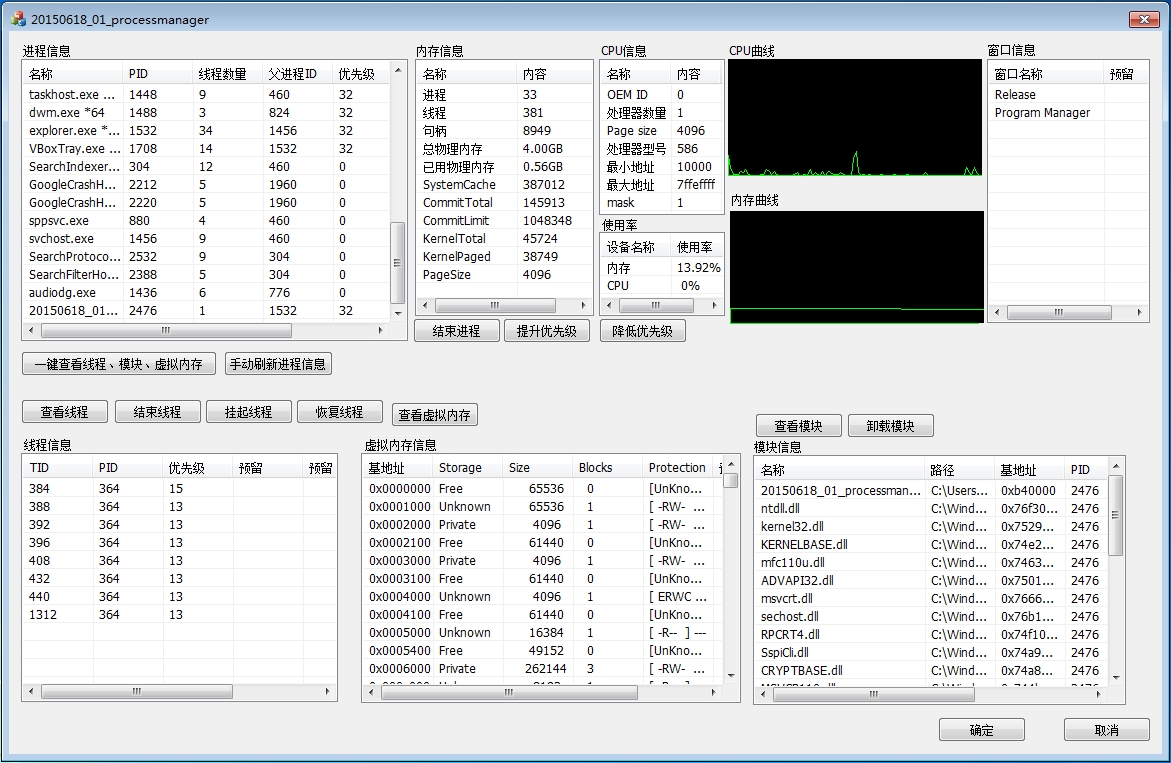 20150618_01_processmanager
进程信息
名称 PID 线程数量 父进程ID 优先级
taskhost.exe ... 1448 9 460 32
dwm.exe *64 1488 3 824 32
explorer.exe *... 1532 34 1456 32
VBoxTray.exe ... 1708 14 1532 32
SearchIndexer... 304 12 460 0
GoogleCrashH... 2212 5 1960 0
GoogleCrashH... 2220 5 1960 0
sppsvc.exe 880 4 460 0
svchost.exe 1456 9 460 0
SearchProtoco... 2532 9 304 0
SearchFilterHo... 2388 5 304 0
audiodg.exe 1436 6 776 0
20150618_01... 2476 1 1532 32
内存信息
名称 内容
进程 33
线程 381
句柄 8949
总物理内存 4.00GB
已用物理内存 0.56GB
SystemCache 387012
CommitTotal 145913
CommitLimit 1048348
KernelTotal 45724
KernelPaged 38749
PageSize 4096
CPU信息
名称 内容
OEM ID 0
处理器数量 1
Page size 4096
处理器型号 586
最小地址 10000
最大地址 7ffeffff
mask 1
使用率
设备名称 使用率
内存 13.92%
CPU 0%
CPU曲线
内存曲线
窗口信息
窗口名称 预留
Release
Program Manager
结束进程 提升优先级 降低优先级
一键查看线程、模块、虚拟内存 手动刷新进程信息
查看线程 结束线程 挂起线程 恢复线程 查看虚拟内存
查看模块 卸载模块
线程信息
TID PID 优先级 预留 预留
384 364 15
388 364 13
392 364 13
396 364 13
408 364 13
432 364 13
440 364 13
1312 364 13
虚拟内存信息
基地址 Storage Size Blocks Protection
0x0000000 Free 65536 0 [UnKno...
0x0001000 Unknown 65536 1 [ -RW- ...
0x0002000 Private 4096 1 [ -RW- ...
0x0002100 Free 61440 0 [UnKno...
0x0003000 Private 4096 1 [ -RW- ...
0x0003100 Free 61440 0 [UnKno...
0x0004000 Unknown 4096 1 [ ERWC ...
0x0004100 Free 61440 0 [UnKno...
0x0005000 Unknown 16384 1 [ -R-- ] ---
0x0005400 Free 49152 0 [UnKno...
0x0006000 Private 262144 3 [ -RW- ...
模块信息
名称 路径 基地址 PID
20150618_01_processman... C:\Users... 0xb40000 2476
ntdll.dll C:\Wind... 0x76f30... 2476
kernel32.dll C:\Wind... 0x7529... 2476
KERNELBASE.dll C:\Wind... 0x74e2... 2476
mfc110u.dll C:\Wind... 0x7463... 2476
ADVAPI32.dll C:\Wind... 0x7501... 2476
msvcrt.dll C:\Wind... 0x7666... 2476
sechost.dll C:\Wind... 0x76b1... 2476
RPCRT4.dll C:\Wind... 0x74f10... 2476
SspiCli.dll C:\Wind... 0x74a9... 2476
CRYPTBASE.dll C:\Wind... 0x74a8... 2476
确定 取消